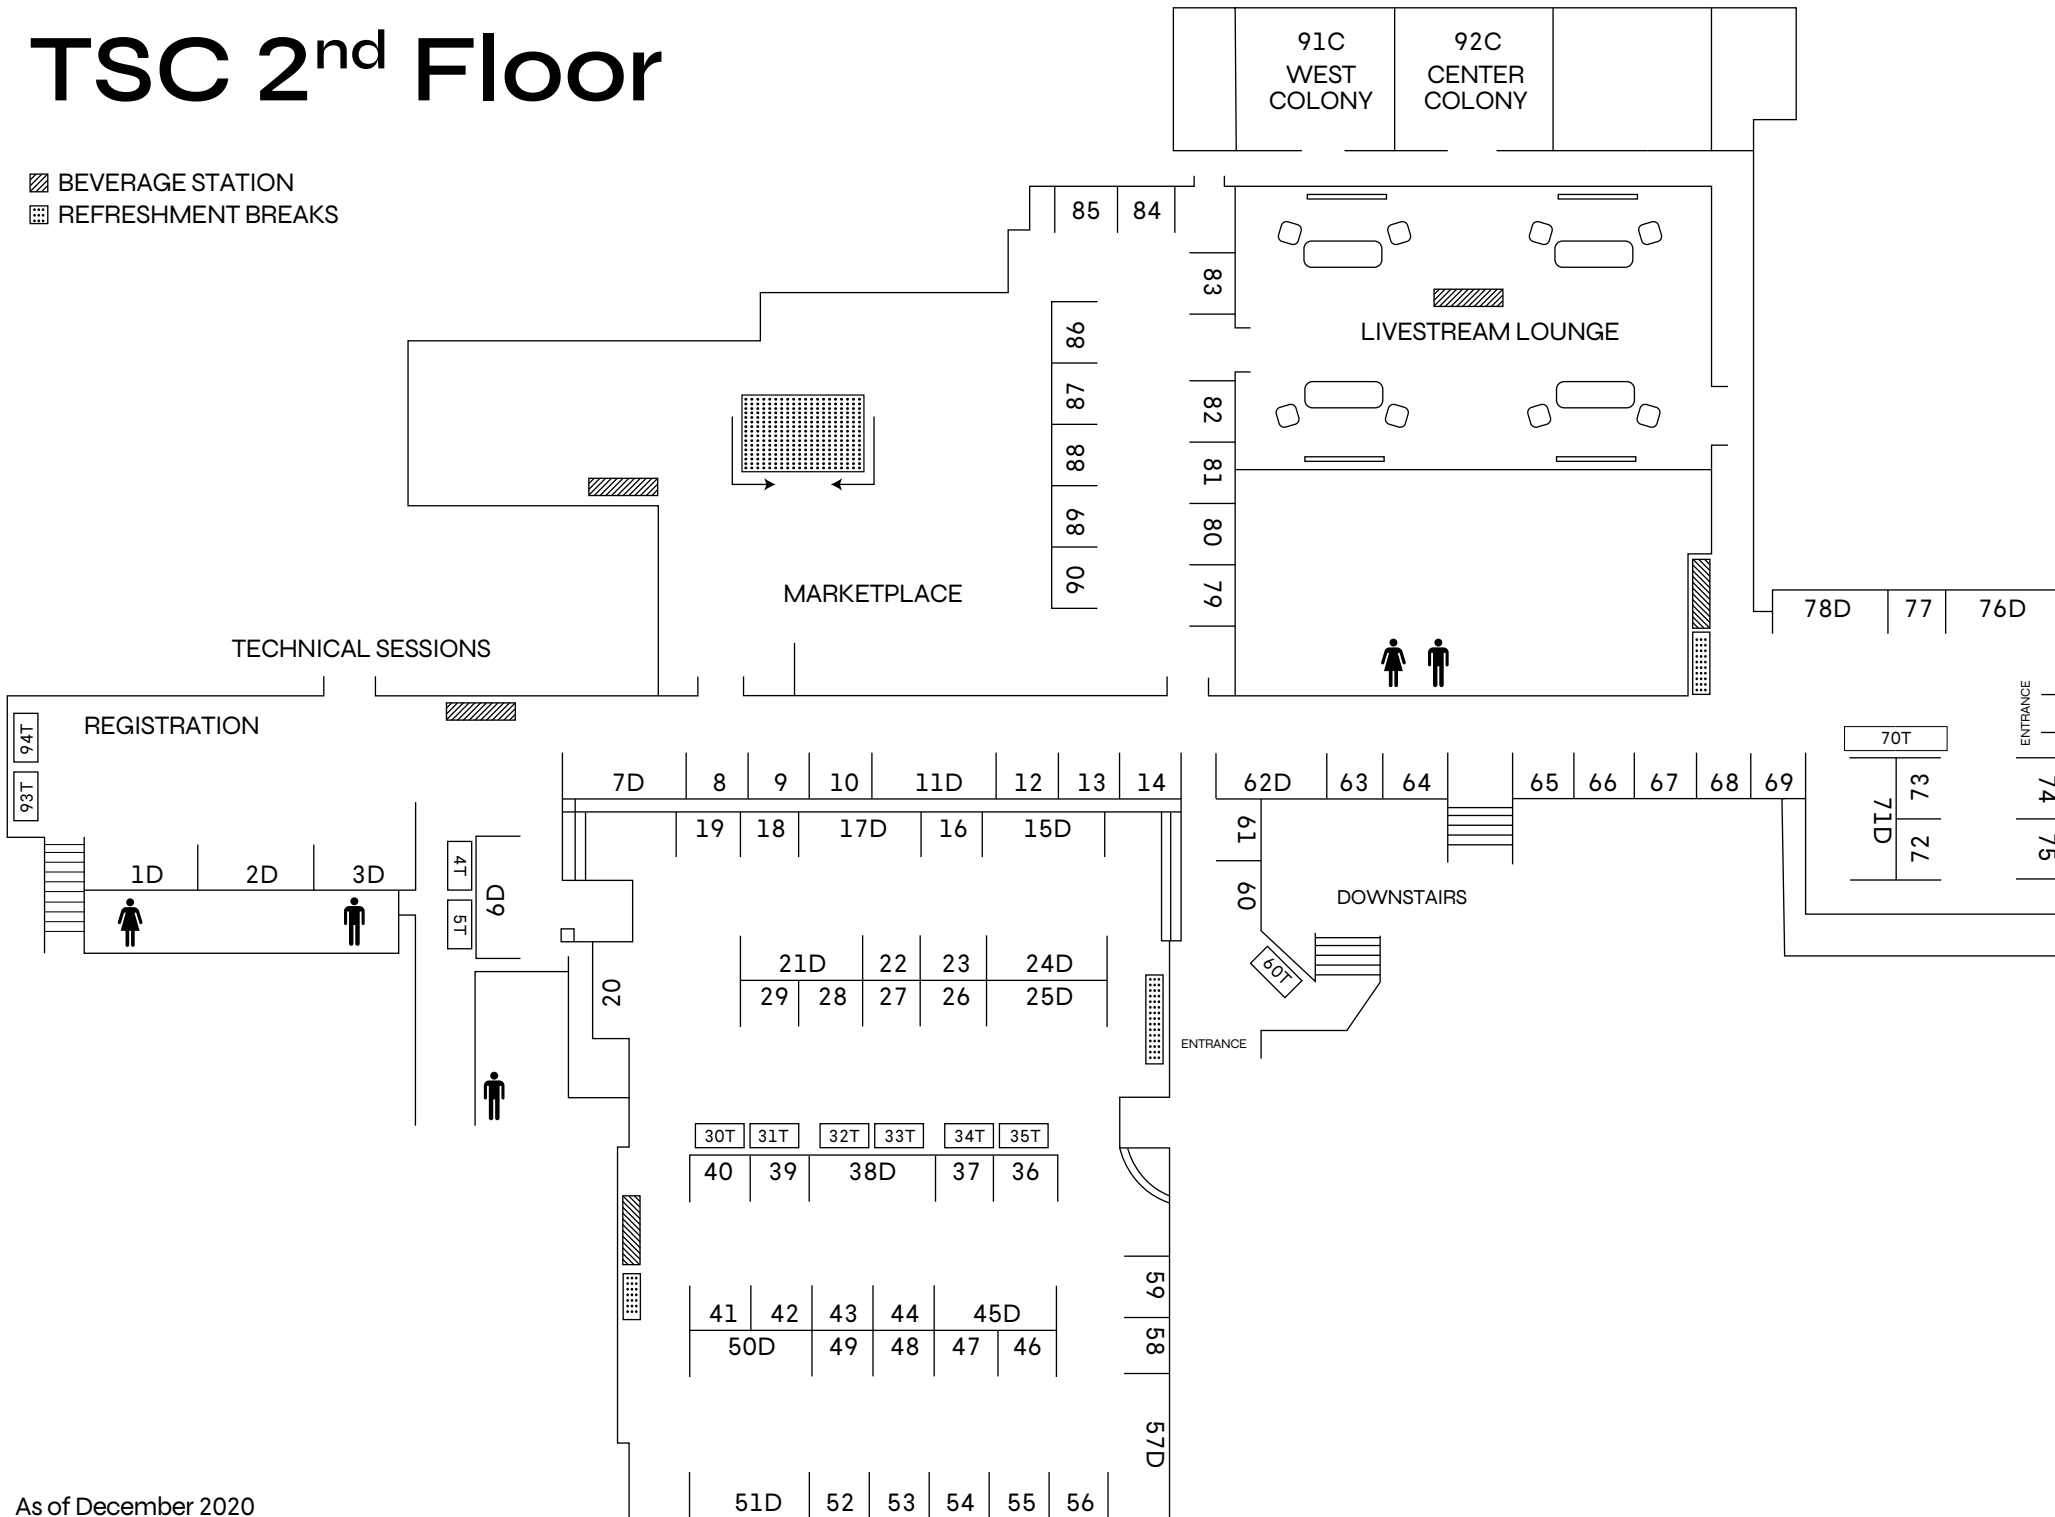 TSC 2nd Floor
BEVERAGE STATION
REFRESHMENT BREAKS
91C
WEST
COLONY
92C
CENTER
COLONY
85
84
83
86
87
88
89
90
82
81
80
79
LIVESTREAM LOUNGE
MARKETPLACE
TECHNICAL SESSIONS
REGISTRATION
94T
93T
78D
77
76D
ENTRANCE
70T
71D
73
72
74
75
7D
8
9
10
11D
12
13
14
62D
63
64
65
66
67
68
69
19
18
17D
16
15D
61
60
1D
2D
3D
4T
5T
6D
DOWNSTAIRS
60T
ENTRANCE
20
21D
22
23
24D
29
28
27
26
25D
30T
31T
32T
33T
34T
35T
40
39
38D
37
36
41
42
43
44
45D
50D
49
48
47
46
59
58
57D
51D
52
53
54
55
56
As of December 2020